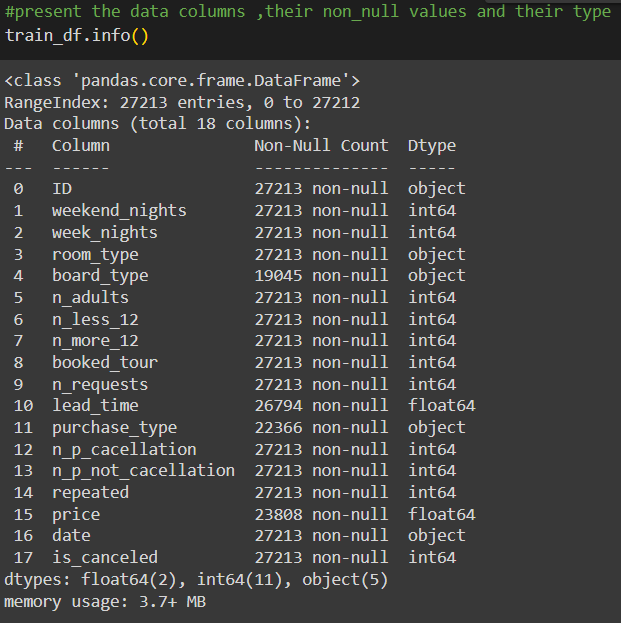 #present the data columns ,their non_null values and their type
train_df.info()
<class 'pandas.core.frame.DataFrame'>
RangeIndex: 27213 entries, 0 to 27212
Data columns (total 18 columns):
 #   Column               Non-Null Count  Dtype
---  ------               --------------  -----
 0   ID                   27213 non-null  object
 1   weekend_nights       27213 non-null  int64
 2   week_nights          27213 non-null  int64
 3   room_type            27213 non-null  object
 4   board_type           19045 non-null  object
 5   n_adults             27213 non-null  int64
 6   n_less_12            27213 non-null  int64
 7   n_more_12            27213 non-null  int64
 8   booked_tour          27213 non-null  int64
 9   n_requests           27213 non-null  int64
 10  lead_time            26794 non-null  float64
 11  purchase_type        22366 non-null  object
 12  n_p_cacellation      27213 non-null  int64
 13  n_p_not_cacellation  27213 non-null  int64
 14  repeated             27213 non-null  int64
 15  price                23808 non-null  float64
 16  date                 27213 non-null  object
 17  is_canceled          27213 non-null  int64
dtypes: float64(2), int64(11), object(5)
memory usage: 3.7+ MB